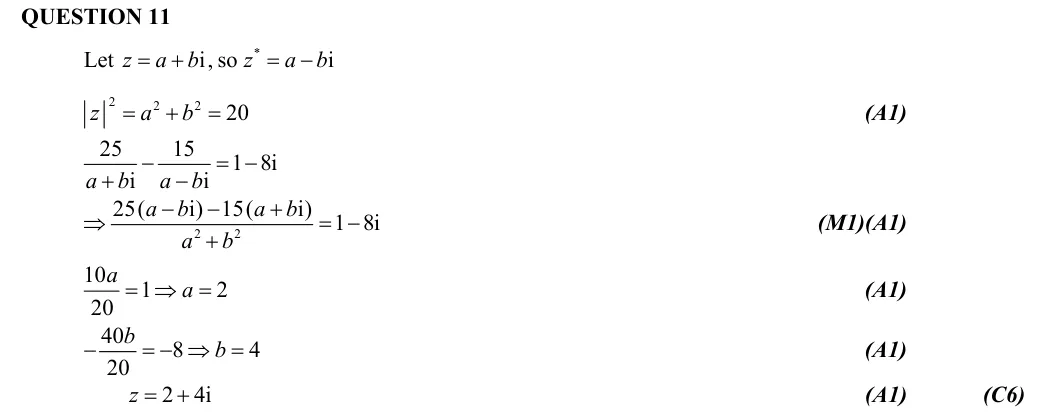 QUESTION 11
Let z = a + bi, so z* = a − bi
|z|² = a² + b² = 20 (A1)
25/(a + bi) − 15/(a − bi) = 1 − 8i
⇒ (25(a − bi) − 15(a + bi))/(a² + b²) = 1 − 8i (M1)(A1)
10a/20 = 1 ⇒ a = 2 (A1)
−40b/20 = −8 ⇒ b = 4 (A1)
z = 2 + 4i (A1) (C6)